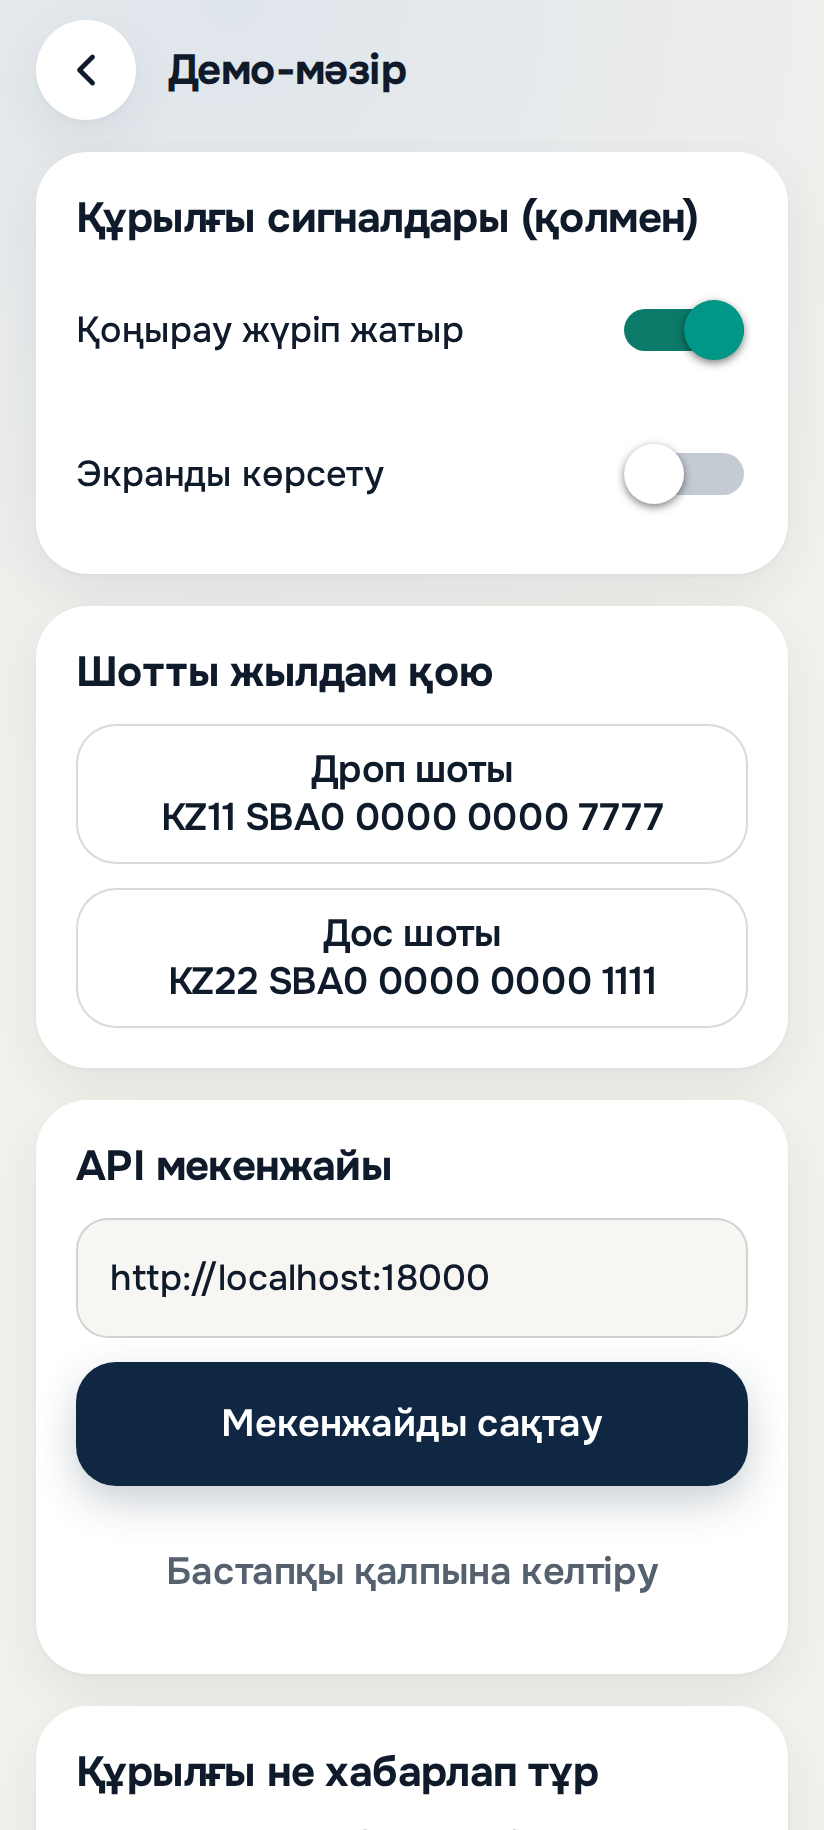 Демо-мәзір
Құрылғы сигналдары (қолмен)
Қоңырау жүріп жатыр
Экранды көрсету
Шотты жылдам қою
Дроп шоты
KZ11 SBA0 0000 0000 7777
Дос шоты
KZ22 SBA0 0000 0000 1111
API мекенжайы
http://localhost:18000
Мекенжайды сақтау
Бастапқы қалпына келтіру
Құрылғы не хабарлап тұр